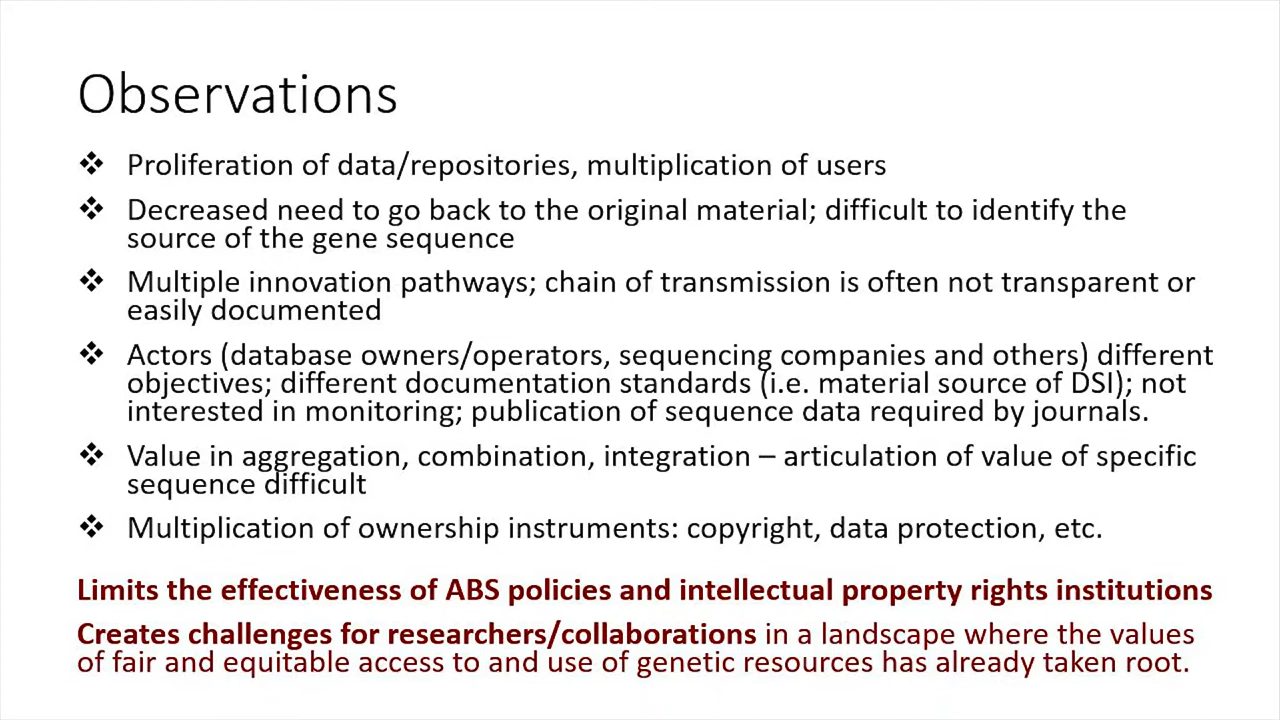 Observations
❖ Proliferation of data/repositories, multiplication of users
❖ Decreased need to go back to the original material; difficult to identify the
source of the gene sequence
❖ Multiple innovation pathways; chain of transmission is often not transparent or
easily documented
❖ Actors (database owners/operators, sequencing companies and others) different
objectives; different documentation standards (i.e. material source of DSI); not
interested in monitoring; publication of sequence data required by journals.
❖ Value in aggregation, combination, integration – articulation of value of specific
sequence difficult
❖ Multiplication of ownership instruments: copyright, data protection, etc.
Limits the effectiveness of ABS policies and intellectual property rights institutions
Creates challenges for researchers/collaborations in a landscape where the values
of fair and equitable access to and use of genetic resources has already taken root.